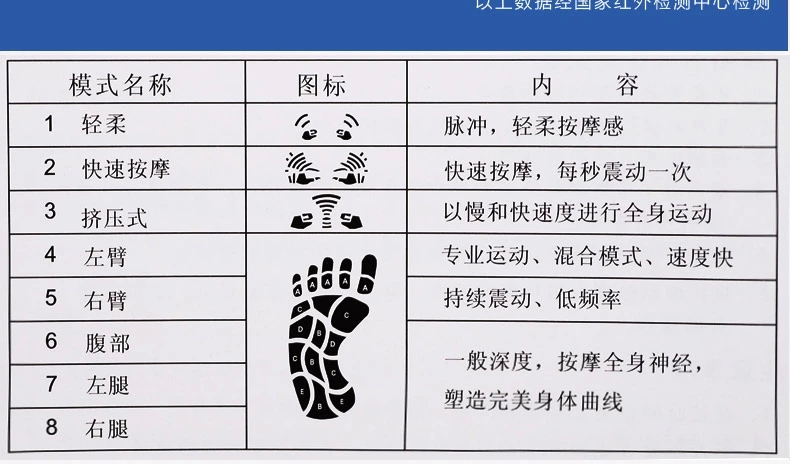 以上数据经国家红外检测中心检测
模式名称 图标 内 容
1 轻柔 脉冲，轻柔按摩感
2 快速按摩 快速按摩，每秒震动一次
3 挤压式 以慢和快速度进行全身运动
4 左臂 专业运动、混合模式、速度快
5 右臂 持续震动、低频率
6 腹部
7 左腿
8 右腿
一般深度，按摩全身神经，
塑造完美身体曲线
A A A A A
C C
D B D
C B C
E B E